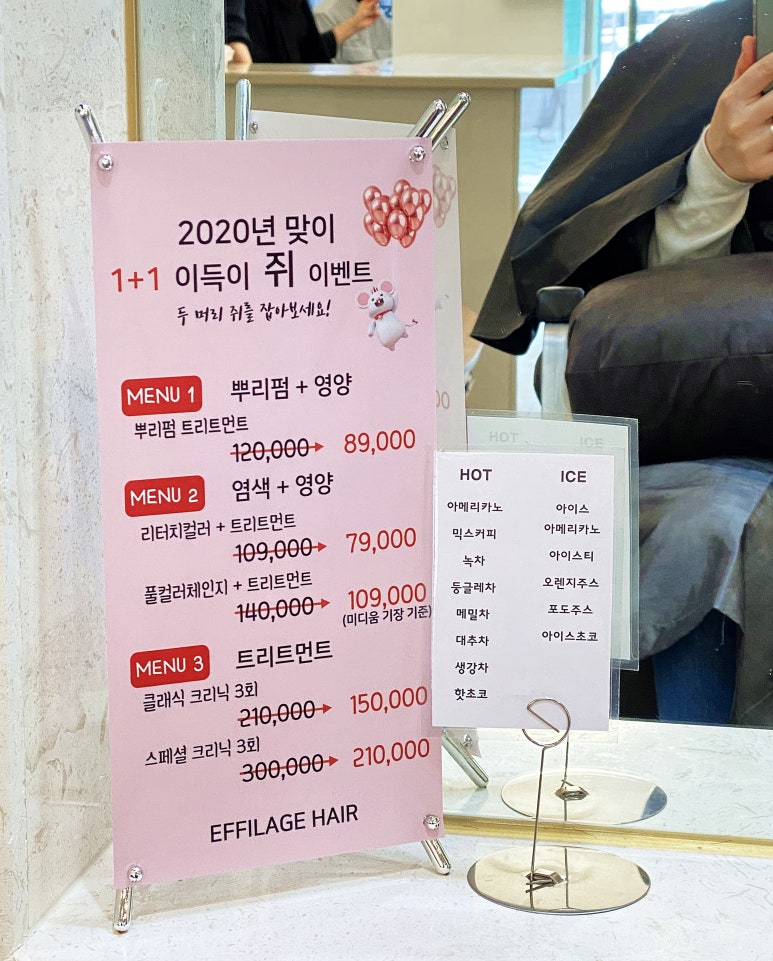 2020년 맞이
1+1 이득이 쥐 이벤트
두 머리 쥐를 잡아보세요!
MENU 1 뿌리펌 + 영양
뿌리펌 트리트먼트
120,000 → 89,000
MENU 2 염색 + 영양
리터치컬러 + 트리트먼트
109,000 → 79,000
풀컬러체인지 + 트리트먼트
140,000 → 109,000
(미디움 기장 기준)
MENU 3 트리트먼트
클래식 크리닉 3회
210,000 → 150,000
스페셜 크리닉 3회
300,000 → 210,000
EFFILAGE HAIR
HOT
아메리카노
믹스커피
녹차
둥글레차
메밀차
대추차
생강차
핫초코
ICE
아이스
아메리카노
아이스티
오렌지주스
포도주스
아이스초코
HOT
ICE